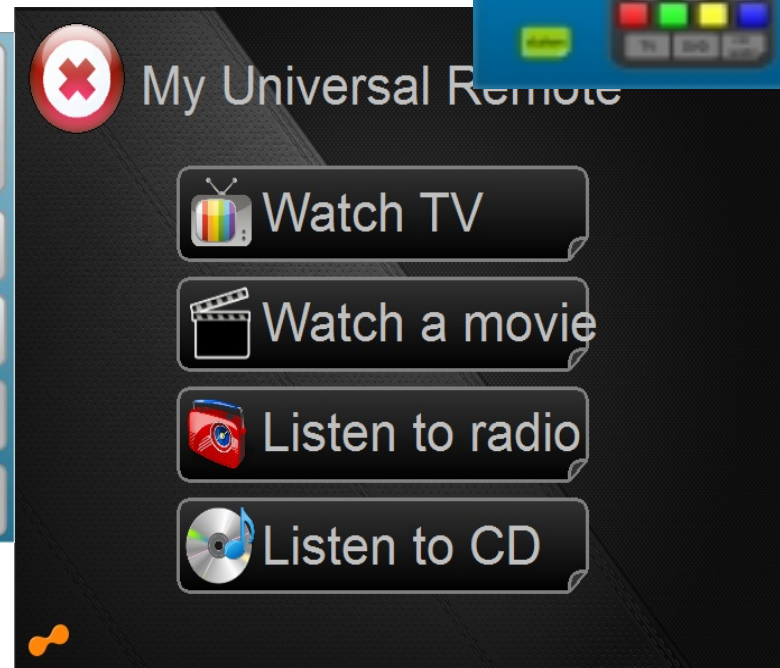 My Universal Remote
Watch TV
Watch a movie
Listen to radio
Listen to CD